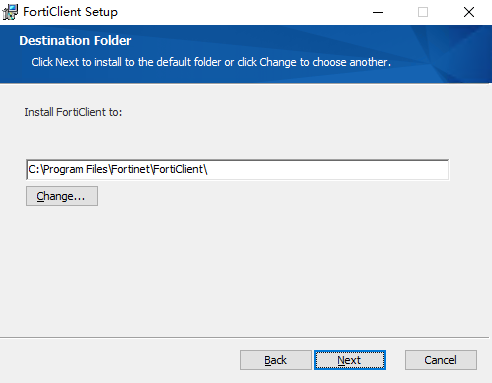 FortiClient Setup
Destination Folder
Click Next to install to the default folder or click Change to choose another.
Install FortiClient to:
C:\Program Files\Fortinet\FortiClient\
Change...
Back
Next
Cancel